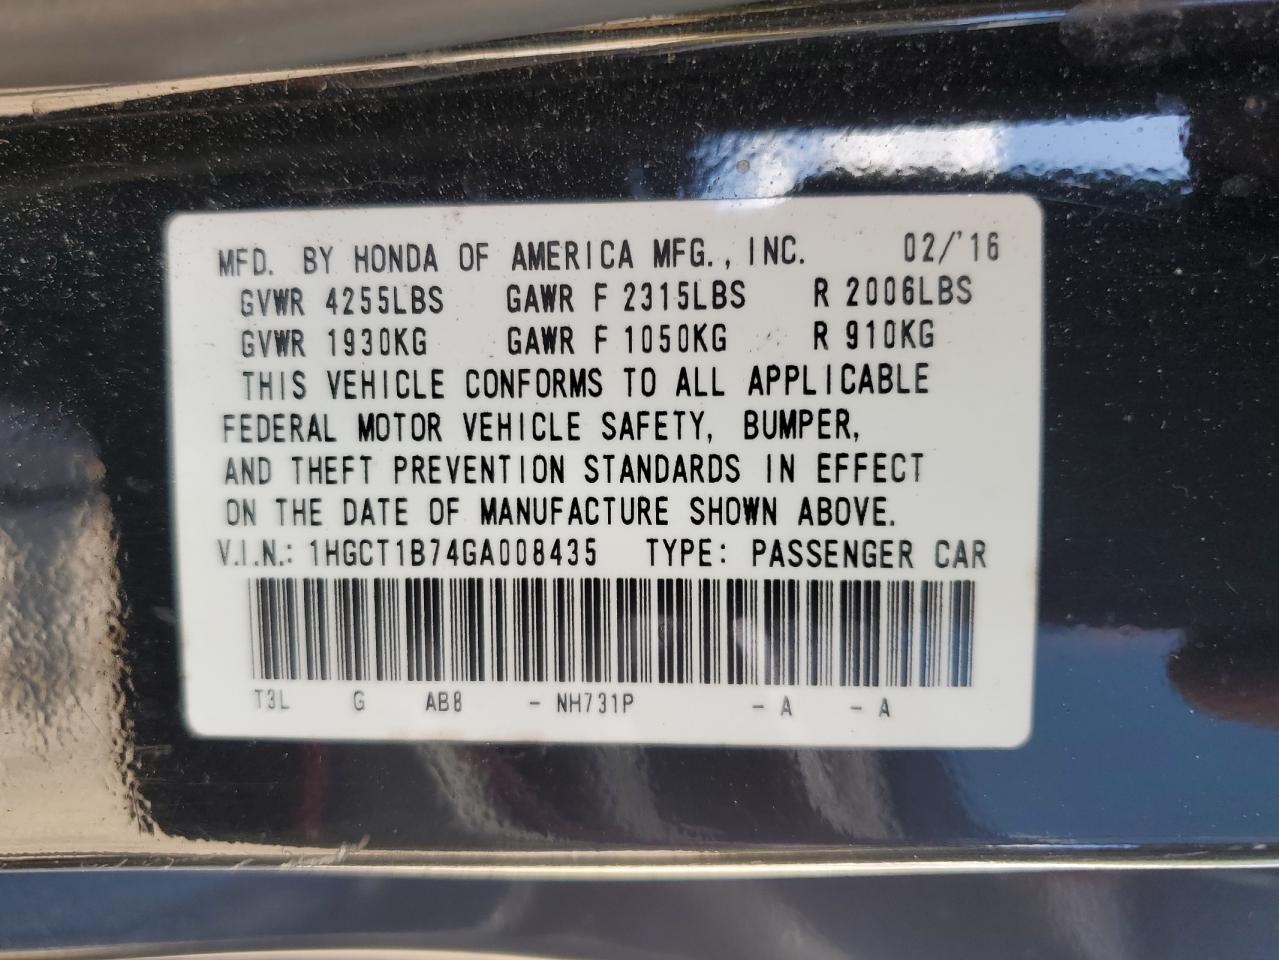 MFD. BY HONDA OF AMERICA MFG., INC. 02/'16
GVWR 4255LBS GAWR F 2315LBS R 2006LBS
GVWR 1930KG GAWR F 1050KG R 910KG
THIS VEHICLE CONFORMS TO ALL APPLICABLE
FEDERAL MOTOR VEHICLE SAFETY, BUMPER,
AND THEFT PREVENTION STANDARDS IN EFFECT
ON THE DATE OF MANUFACTURE SHOWN ABOVE.
V.I.N.: 1HGCT1B74GA008435 TYPE: PASSENGER CAR
T3L G AB8 - NH731P - A - A